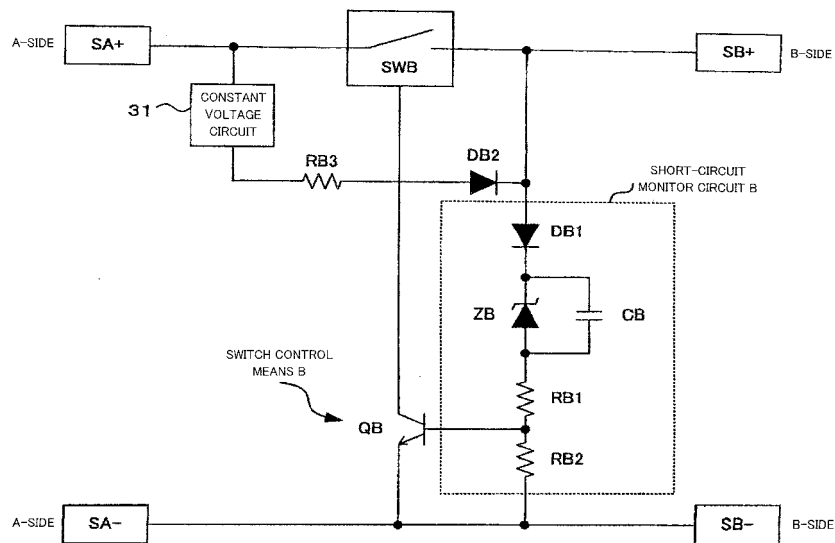 A-SIDE
SA+
SWB
SB+
B-SIDE
31
CONSTANT
VOLTAGE
CIRCUIT
RB3
DB2
SHORT-CIRCUIT
MONITOR CIRCUIT B
DB1
ZB
CB
SWITCH CONTROL
MEANS B
QB
RB1
RB2
A-SIDE
SA-
SB-
B-SIDE